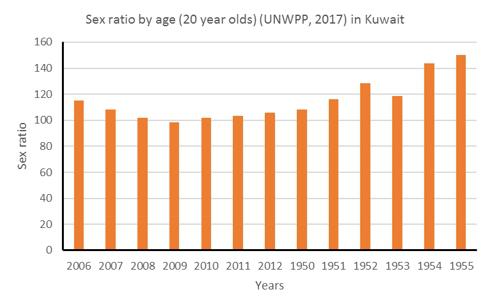 Sex ratio by age (20 year olds) (UNWPP, 2017) in Kuwait
160
140
120
100
80
60
40
20
0
Sex ratio
2006 2007 2008 2009 2010 2011 2012 1950 1951 1952 1953 1954 1955
Years